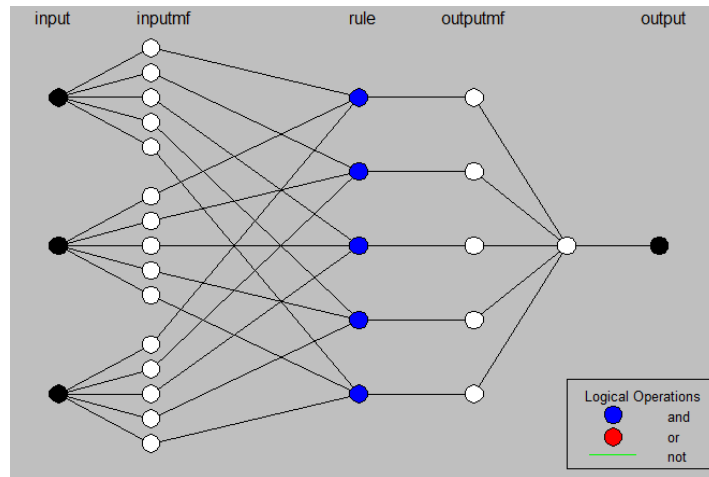 input inputmf rule outputmf output
Logical Operations
and
or
not